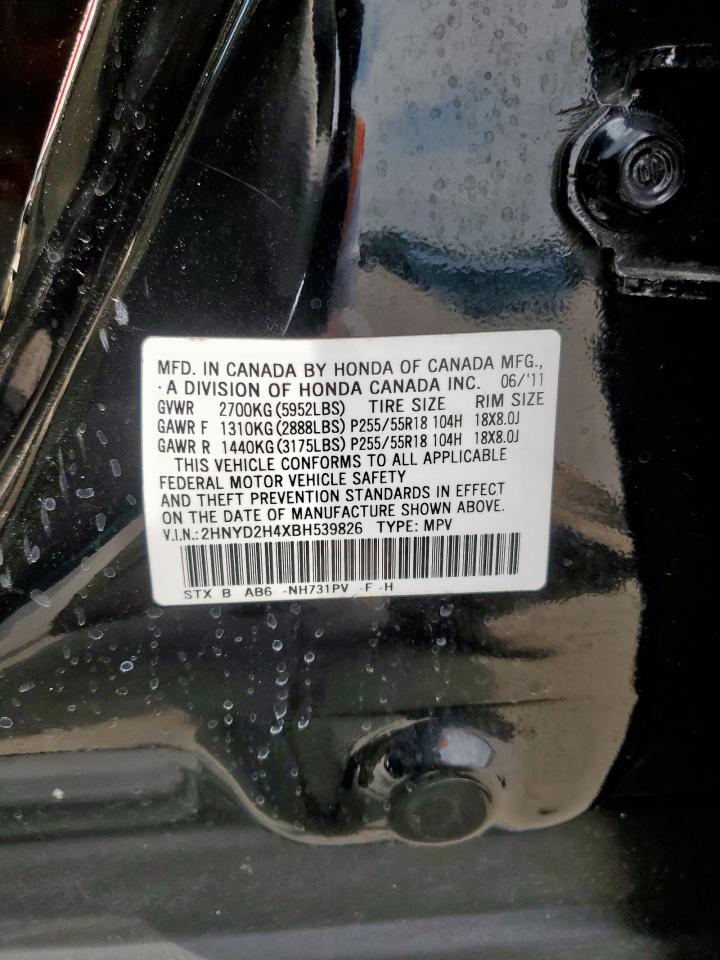 MFD. IN CANADA BY HONDA OF CANADA MFG.,
·A DIVISION OF HONDA CANADA INC. 06/'11
GVWR 2700KG(5952LBS) TIRE SIZE RIM SIZE
GAWR F 1310KG(2888LBS) P255/55R18 104H 18X8.0J
GAWR R 1440KG(3175LBS) P255/55R18 104H 18X8.0J
THIS VEHICLE CONFORMS TO ALL APPLICABLE
FEDERAL MOTOR VEHICLE SAFETY
AND THEFT PREVENTION STANDARDS IN EFFECT
ON THE DATE OF MANUFACTURE SHOWN ABOVE.
V.I.N.:2HNYD2H4XBH539826 TYPE: MPV
STX B AB6 -NH731PV -F -H